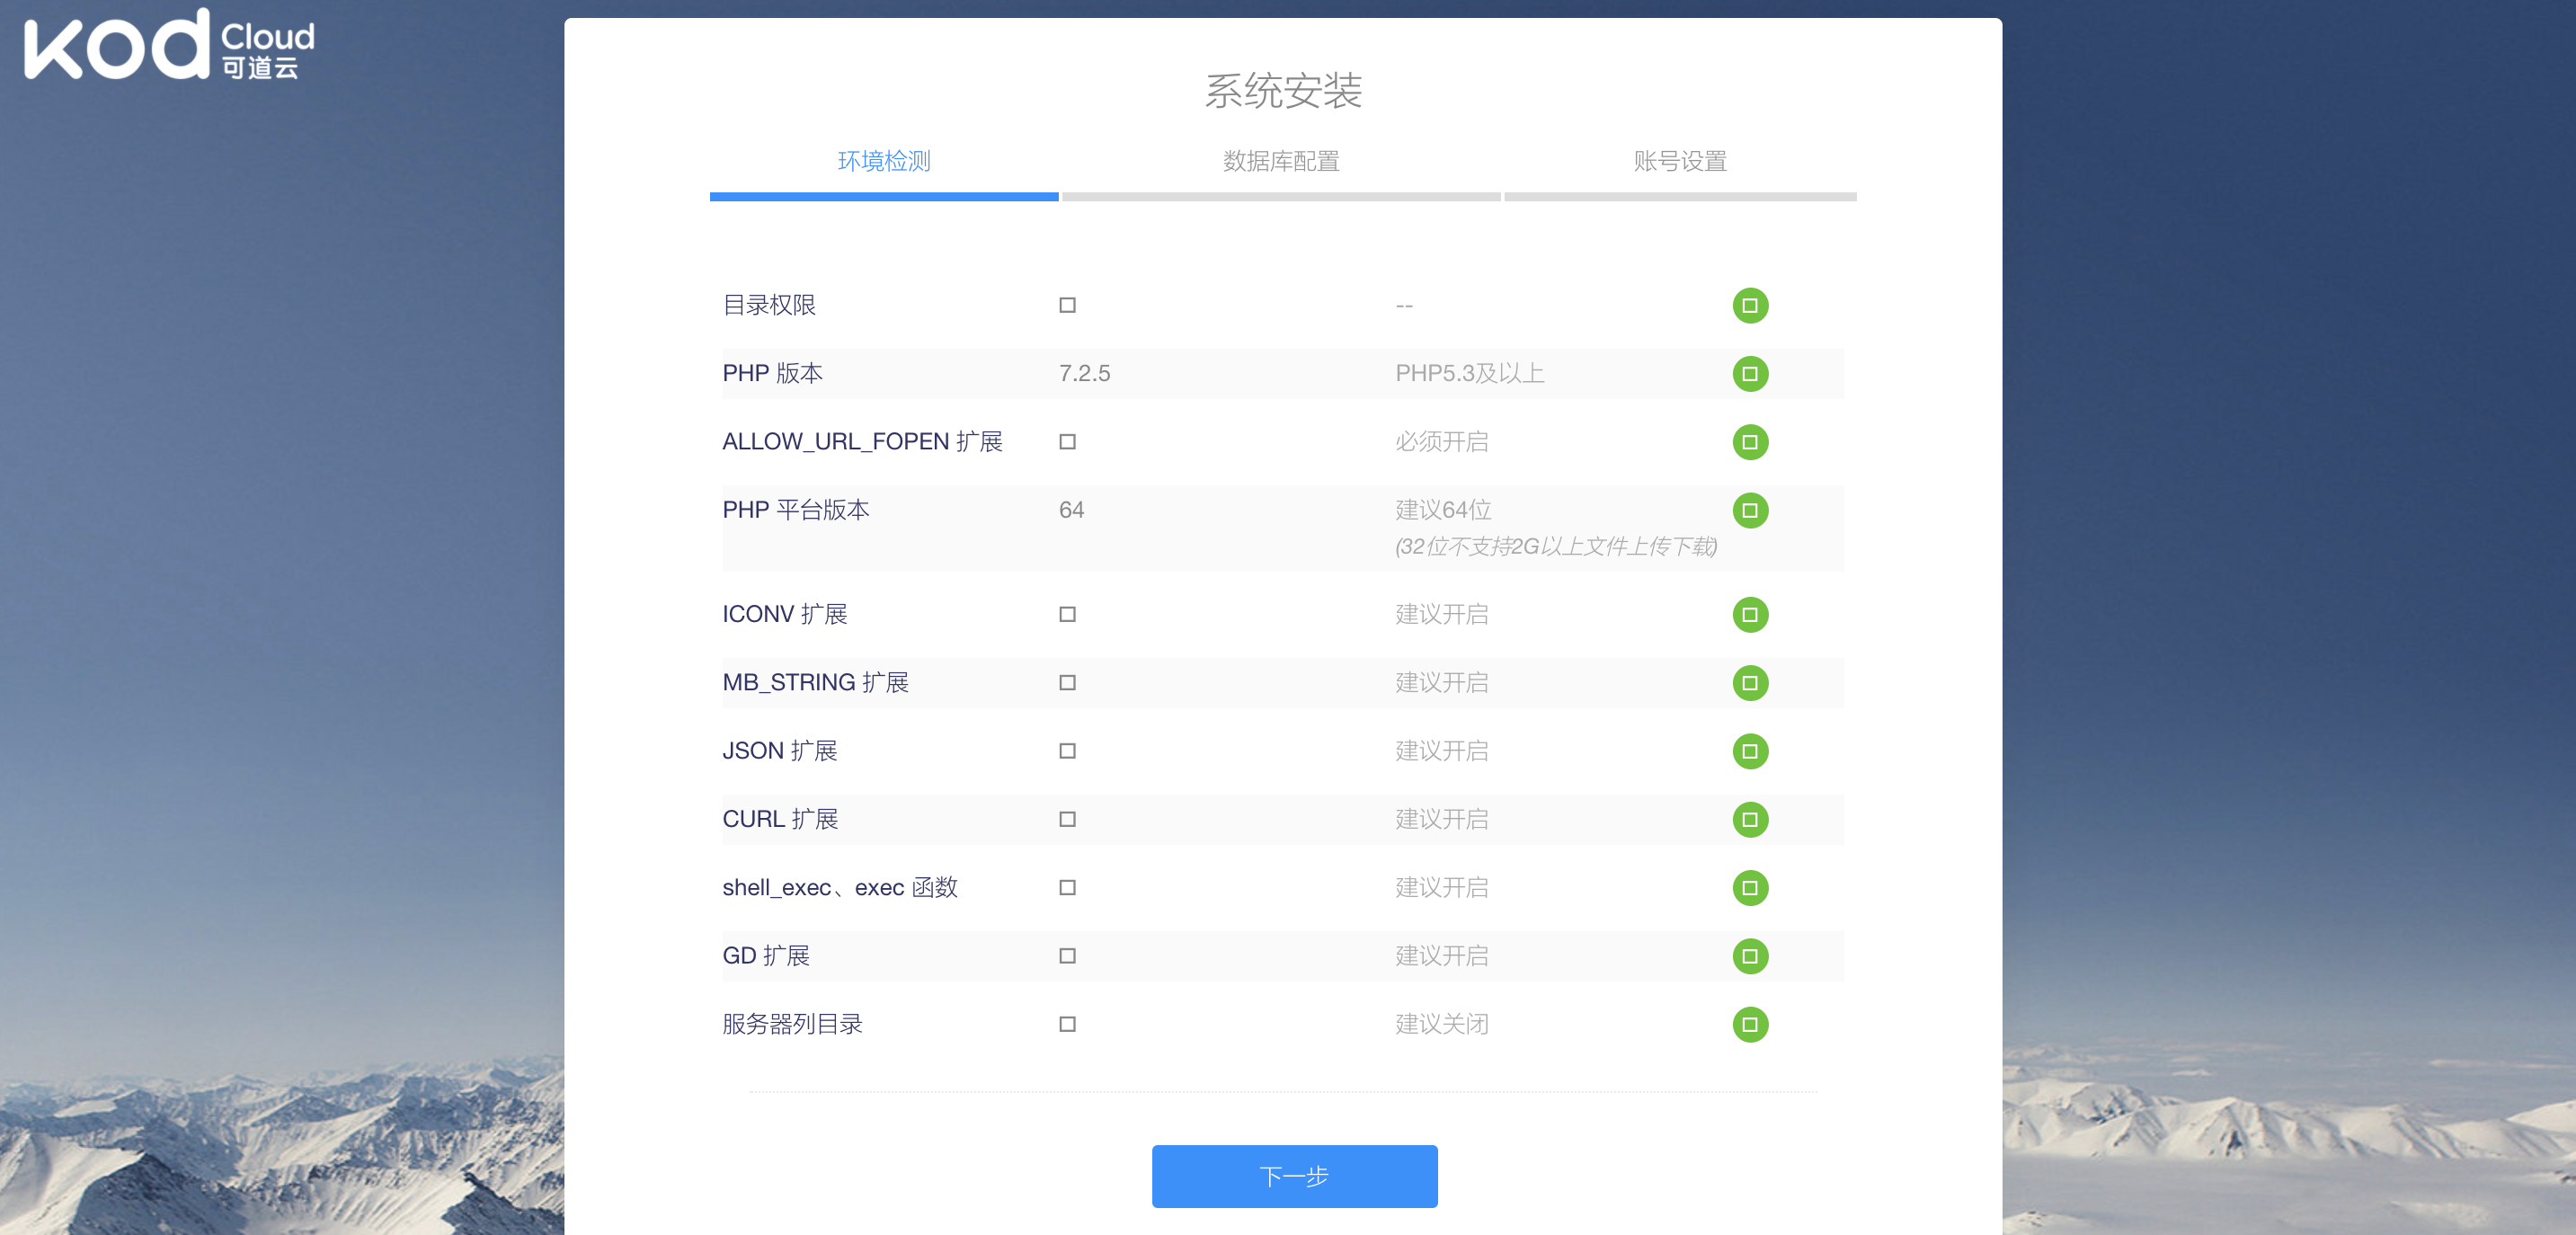 kod Cloud
可道云
系统安装
环境检测 数据库配置 账号设置
目录权限 --
PHP 版本 7.2.5 PHP5.3及以上
ALLOW_URL_FOPEN 扩展 必须开启
PHP 平台版本 64 建议64位
(32位不支持2G以上文件上传下载)
ICONV 扩展 建议开启
MB_STRING 扩展 建议开启
JSON 扩展 建议开启
CURL 扩展 建议开启
shell_exec、exec 函数 建议开启
GD 扩展 建议开启
服务器列目录 建议关闭
下一步